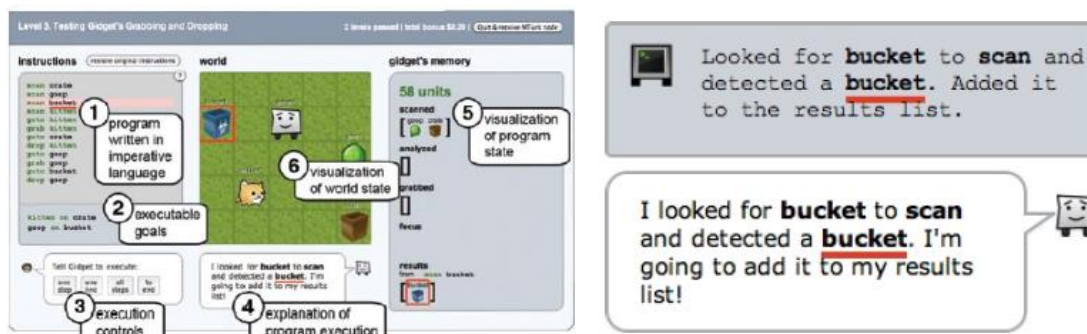 Level 3. Testing Gidget's Grabbing and Dropping
2 levels passed | total bonus $0.20 | (Quit & receive MTurk code)
instructions (restore original instructions)
world
gidget's memory
?
scan crate
scan goop
scan bucket
scan kitten
goto kitten
grab kitten
goto crate
drop kitten
goto goop
grab goop
goto bucket
drop goop
1 program
written in
imperative
language
kitten on crate
goop on bucket
2 executable
goals
Tell Gidget to execute:
one step
one line
all steps
to end
3 execution
controls
6 visualization
of world state
I looked for bucket to scan
and detected a bucket. I'm
going to add it to my results
list!
4 explanation of
program execution
58 units
scanned
goop
analyzed
grabbed
focus
results
from scan bucket
bucket
5 visualization
of program
state
Looked for bucket to scan and
detected a bucket. Added it
to the results list.
I looked for bucket to scan
and detected a bucket. I'm
going to add it to my results
list!